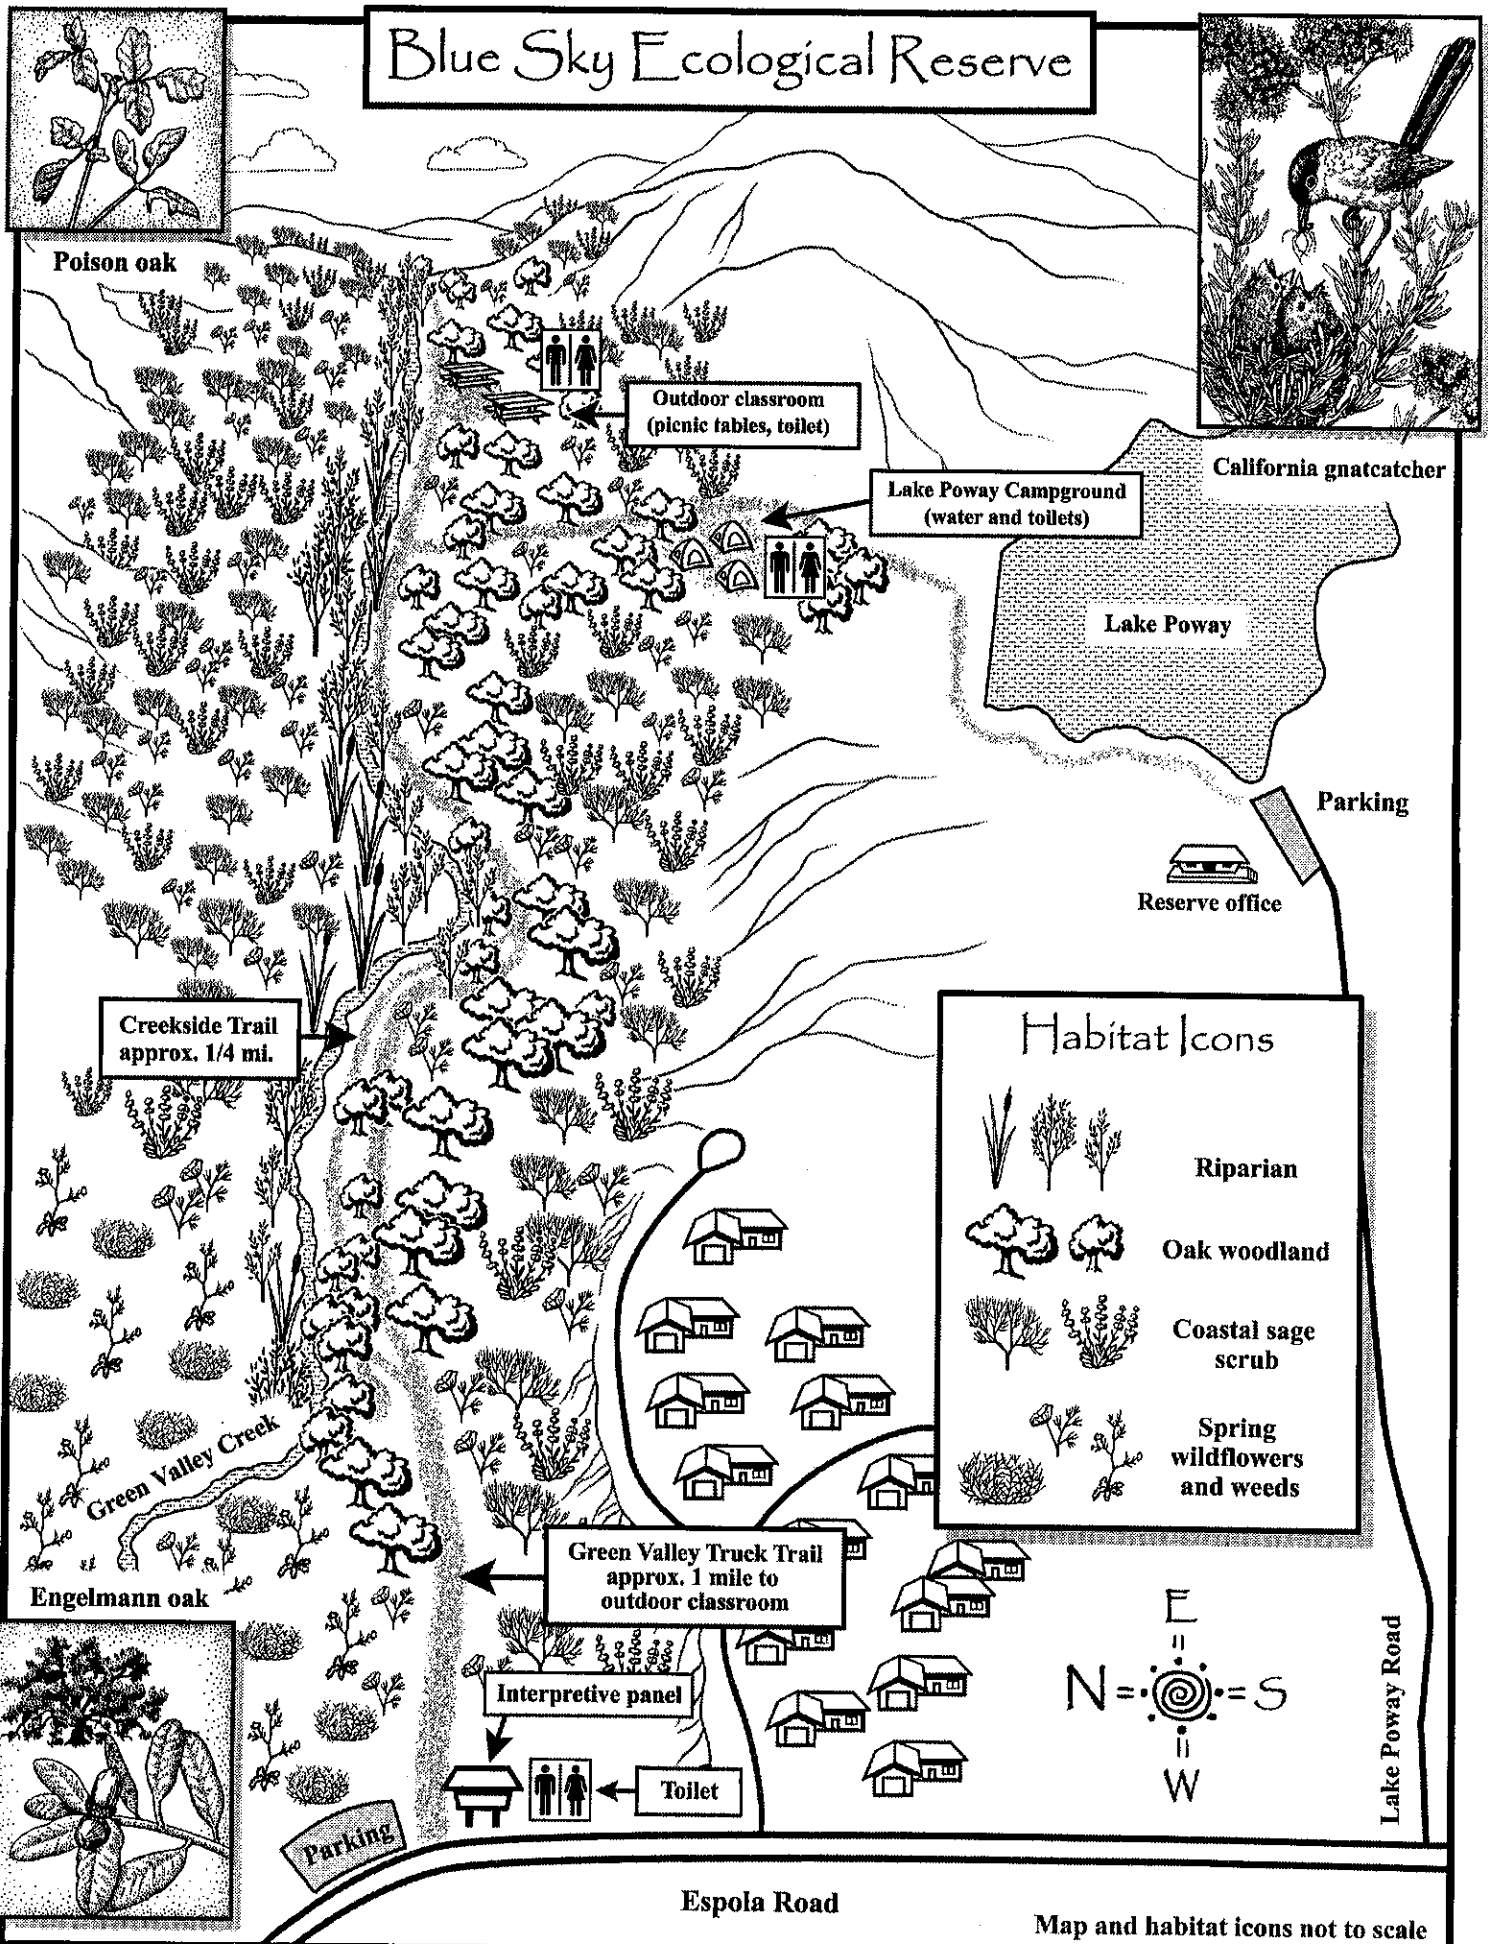 Blue Sky Ecological Reserve
Poison oak
Outdoor classroom
(picnic tables, toilet)
California gnatcatcher
Lake Poway Campground
(water and toilets)
Lake Poway
Parking
Reserve office
Creekside Trail
approx. 1/4 mi.
Habitat Icons
Riparian
Oak woodland
Coastal sage
scrub
Spring
wildflowers
and weeds
Green Valley Creek
Green Valley Truck Trail
approx. 1 mile to
outdoor classroom
Engelmann oak
Interpretive panel
Toilet
Parking
E
N = = S
W
Lake Poway Road
Espola Road
Map and habitat icons not to scale